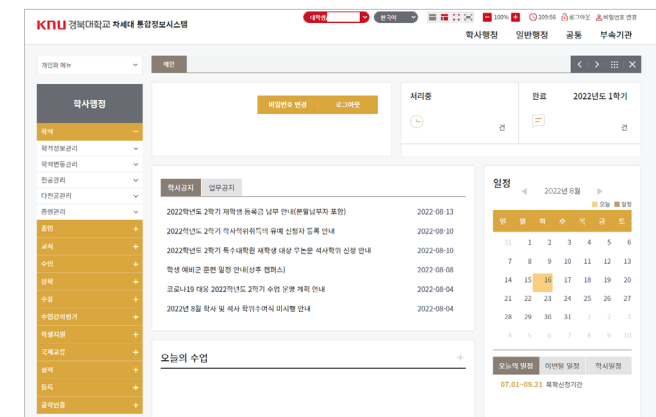 KNU 경북대학교 차세대 통합정보시스템
대학생
한국어
100%
209:56 로그아웃 비밀번호 변경
학사행정 일반행정 공통 부속기관
개인화 메뉴
메인
학사행정
학적
학적정보관리
학적변동관리
전공관리
다전공관리
증명관리
졸업
교직
수업
장학
수강
수업강의평가
학생지원
국제교류
성적
등록
공학인증
비밀번호 변경 로그아웃
처리중
건
완료 2022년도 1학기
건
학사공지 업무공지
2022학년도 2학기 재학생 등록금 납부 안내(분할납부자 포함) 2022-08-13
2022학년도 2학기 석사학위취득의 유예 신청자 등록 안내 2022-08-10
2022학년도 2학기 특수대학원 재학생 대상 무논문 석사학위 신청 안내 2022-08-10
학생 예비군 훈련 일정 안내(상주 캠퍼스) 2022-08-08
코로나19 대응 2022학년도 2학기 수업 운영 계획 안내 2022-08-04
2022년 8월 학사 및 석사 학위수여식 미시행 안내 2022-08-04
오늘의 수업
일정
2022년 8월
오늘 일정
일 월 화 수 목 금 토
31 1 2 3 4 5 6
7 8 9 10 11 12 13
14 15 16 17 18 19 20
21 22 23 24 25 26 27
28 29 30 31 1 2 3
4 5 6 7 8 9 10
오늘의 일정 이번달 일정 학사일정
07.01~09.21 복학신청기간